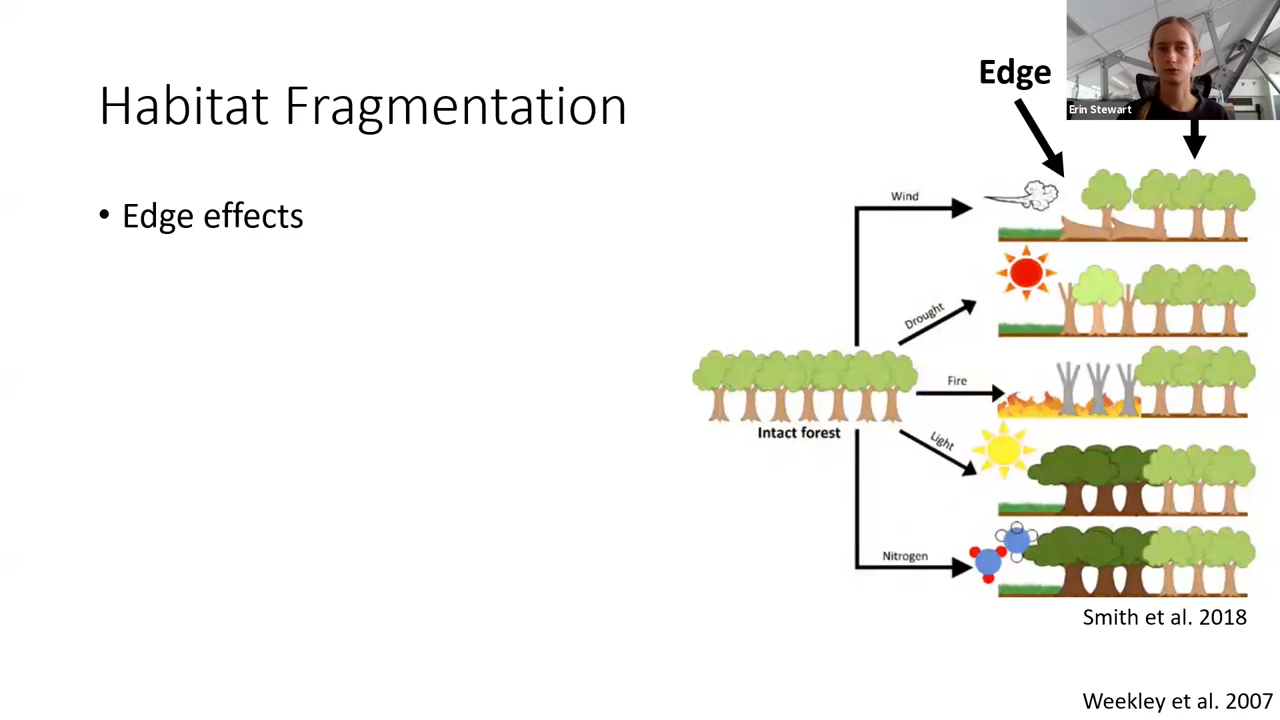 Edge
Erin Stewart
Habitat Fragmentation
• Edge effects
Wind
Drought
Fire
Intact forest
Light
Nitrogen
Smith et al. 2018
Weekley et al. 2007